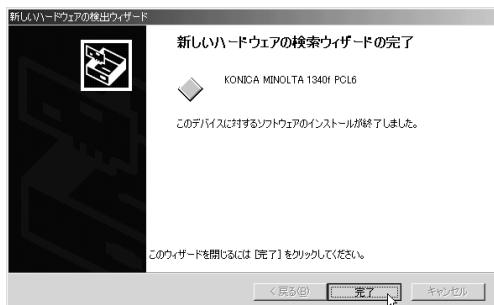 新しいハードウェアの検出ウィザード
新しいハードウェアの検索ウィザードの完了
KONICA MINOLTA 1340f PCL6
このデバイスに対するソフトウェアのインストールが終了しました。
このウィザードを閉じるには [完了] をクリックしてください。
< 戻る(B)
完了
キャンセル